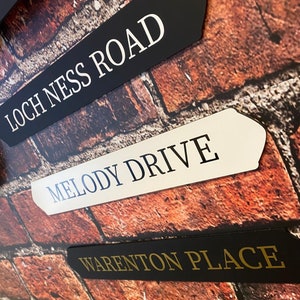 LOCH NESS ROAD
MELODY DRIVE
WARENTON PLACE